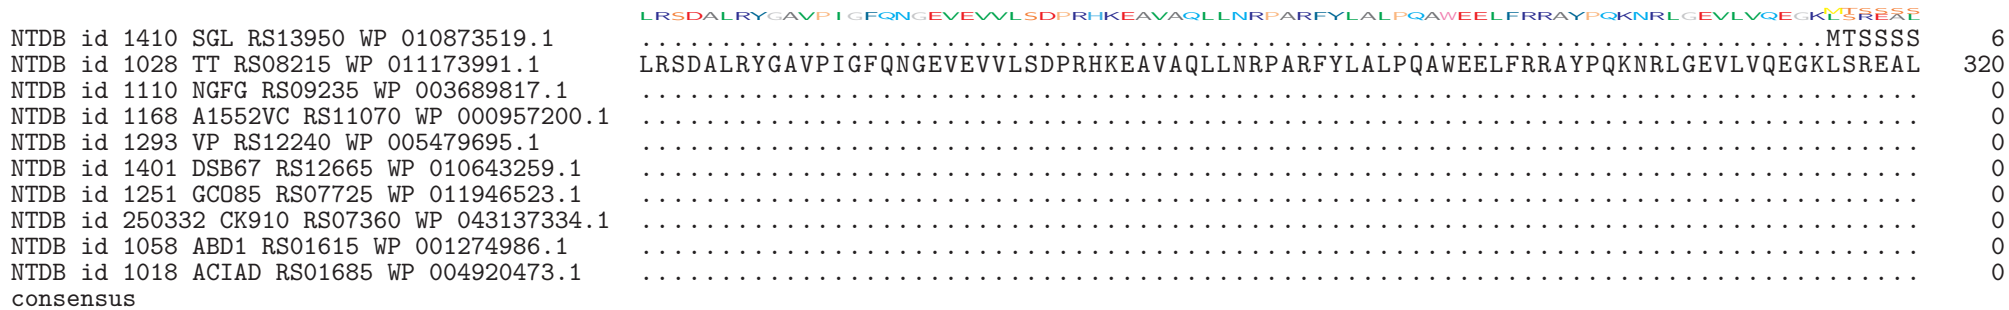 LRSDALRYGAVPIGFQNGEVEVVLSDPRHKEAVAQLLNRPARFYLALPQAWEELFRRAYPQKNRLGEVLVQEGKLSREAL
MTSSSS
NTDB id 1410 SGL RS13950 WP 010873519.1 ..........................................................................MTSSSS 6
NTDB id 1028 TT RS08215 WP 011173991.1 LRSDALRYGAVPIGFQNGEVEVVLSDPRHKEAVAQLLNRPARFYLALPQAWEELFRRAYPQKNRLGEVLVQEGKLSREAL 320
NTDB id 1110 NGFG RS09235 WP 003689817.1 ................................................................................ 0
NTDB id 1168 A1552VC RS11070 WP 000957200.1 ................................................................................ 0
NTDB id 1293 VP RS12240 WP 005479695.1 ................................................................................ 0
NTDB id 1401 DSB67 RS12665 WP 010643259.1 ................................................................................ 0
NTDB id 1251 GCO85 RS07725 WP 011946523.1 ................................................................................ 0
NTDB id 250332 CK910 RS07360 WP 043137334.1 ................................................................................ 0
NTDB id 1058 ABD1 RS01615 WP 001274986.1 ................................................................................ 0
NTDB id 1018 ACIAD RS01685 WP 004920473.1 ................................................................................ 0
consensus